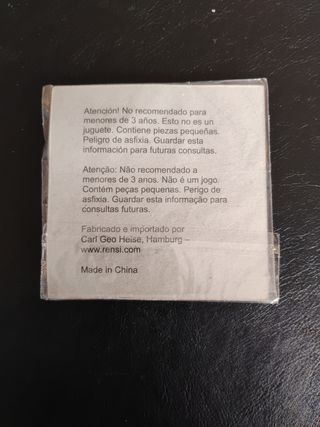 Atención! No recomendado para
menores de 3 años. Esto no es un
juguete. Contiene piezas pequeñas.
Peligro de asfixia. Guardar esta
información para futuras consultas.
Atenção: Não recomendado a
menores de 3 anos. Não é um jogo.
Contém peças pequenas. Perigo de
asfixia. Guardar esta informação para
consultas futuras.
Fabricado e importado por
Carl Geo Heise, Hamburg –
www.rensi.com
Made in China